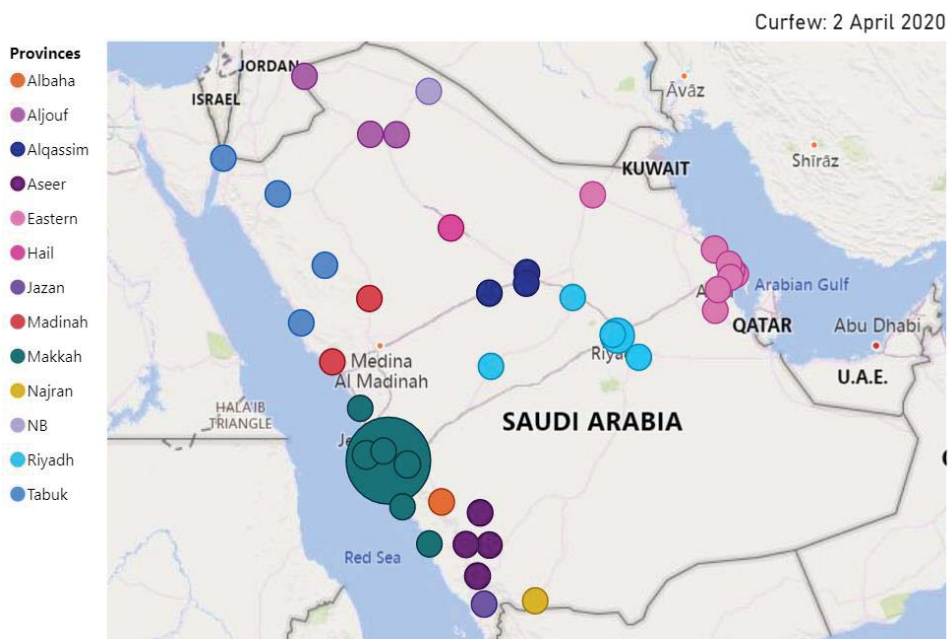 Curfew: 2 April 2020
Provinces
Albaha
Aljouf
Alqassim
Aseer
Eastern
Hail
Jazan
Madinah
Makkah
Najran
NB
Riyadh
Tabuk
JORDAN
ISRAEL
Āvāz
KUWAIT
Shīrāz
Arabian Gulf
QATAR
Abu Dhabi
Riya
U.A.E.
Medina
Al Madinah
HALA'IB
TRIANGLE
SAUDI ARABIA
Je
Red Sea